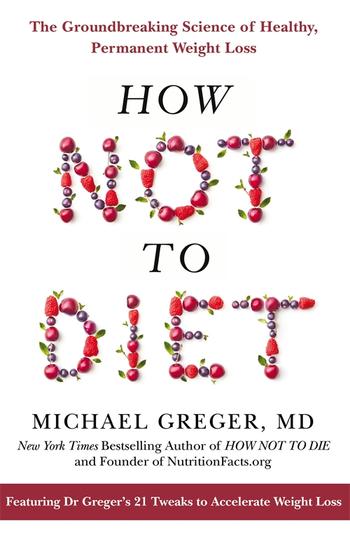 The Groundbreaking Science of Healthy,
Permanent Weight Loss
HOW
NOT
TO
DIET
MICHAEL GREGER, MD
New York Times Bestselling Author of HOW NOT TO DIE
and Founder of NutritionFacts.org
Featuring Dr Greger's 21 Tweaks to Accelerate Weight Loss